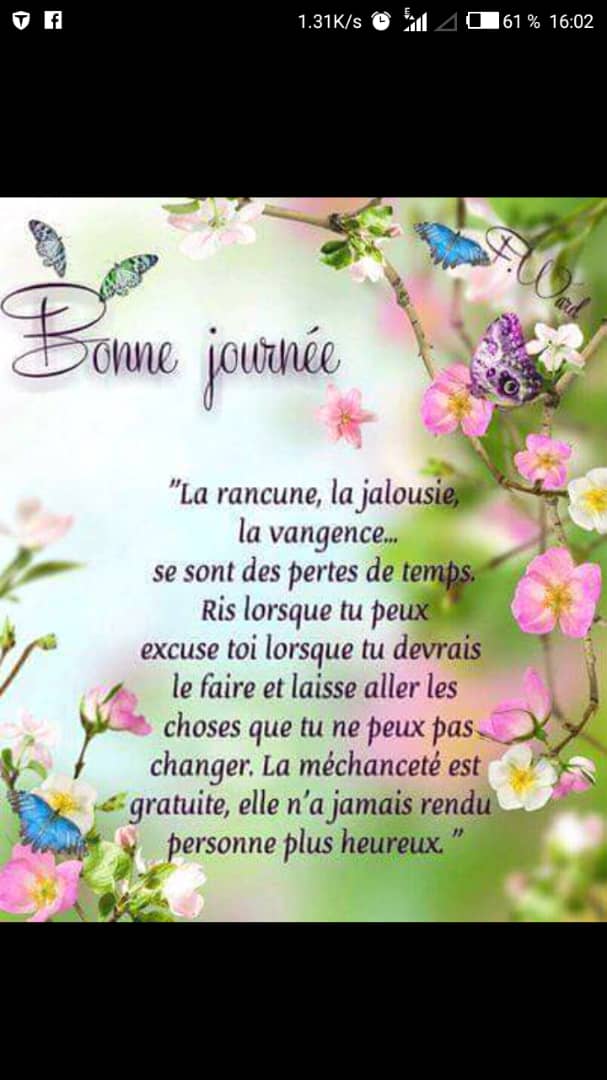 1.31K/s E 61 % 16:02
P.Ward
Bonne journée
"La rancune, la jalousie,
la vangence...
se sont des pertes de temps.
Ris lorsque tu peux
excuse toi lorsque tu devrais
le faire et laisse aller les
choses que tu ne peux pas
changer. La méchanceté est
gratuite, elle n'a jamais rendu
personne plus heureux. "